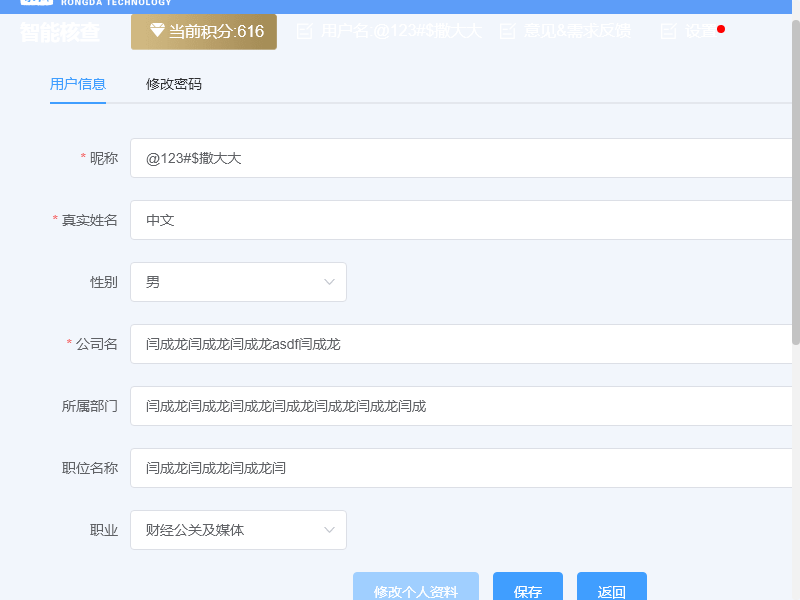 RONGDA TECHNOLOGY
智能核查
当前积分:616
用户名 @123#$撒大大
意见&需求反馈
设置
用户信息
修改密码
* 昵称
@123#$撒大大
* 真实姓名
中文
性别
男
* 公司名
闫成龙闫成龙闫成龙asdf闫成龙
所属部门
闫成龙闫成龙闫成龙闫成龙闫成龙闫成龙闫成
职位名称
闫成龙闫成龙闫成龙闫
职业
财经公关及媒体
修改个人资料
保存
返回